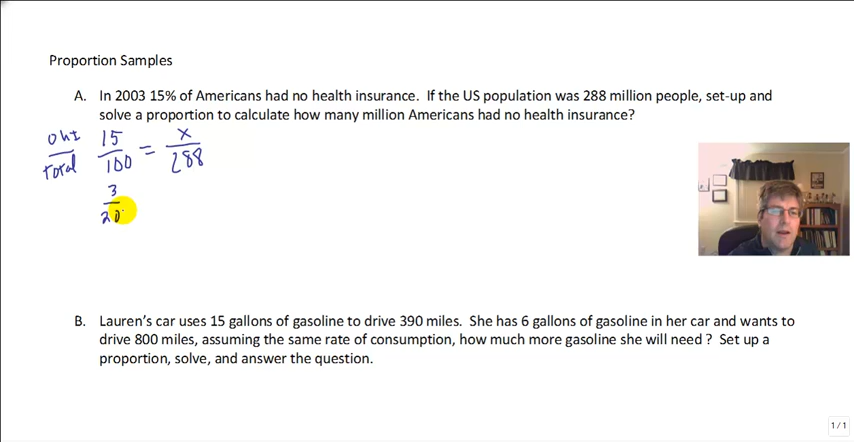 Proportion Samples
A. In 2003 15% of Americans had no health insurance. If the US population was 288 million people, set-up and
solve a proportion to calculate how many million Americans had no health insurance?
15/100 = x/288
total
3/20
B. Lauren's car uses 15 gallons of gasoline to drive 390 miles. She has 6 gallons of gasoline in her car and wants to
drive 800 miles, assuming the same rate of consumption, how much more gasoline she will need ? Set up a
proportion, solve, and answer the question.
1 / 1